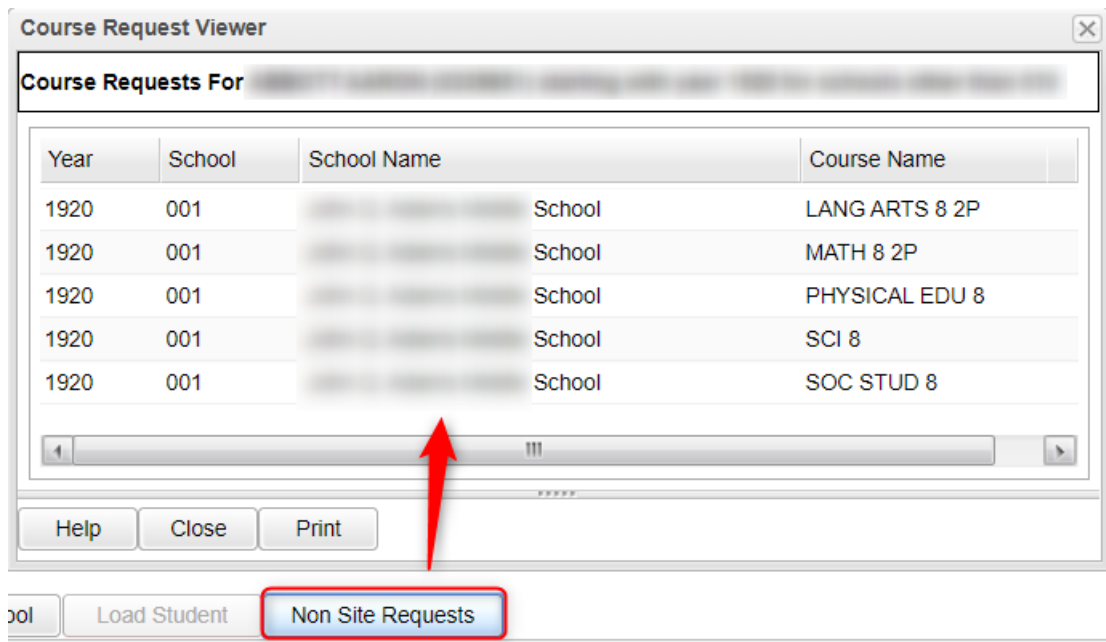 Course Request Viewer
Course Requests For
Year School School Name Course Name
1920 001 School LANG ARTS 8 2P
1920 001 School MATH 8 2P
1920 001 School PHYSICAL EDU 8
1920 001 School SCI 8
1920 001 School SOC STUD 8
Help Close Print
ool Load Student Non Site Requests